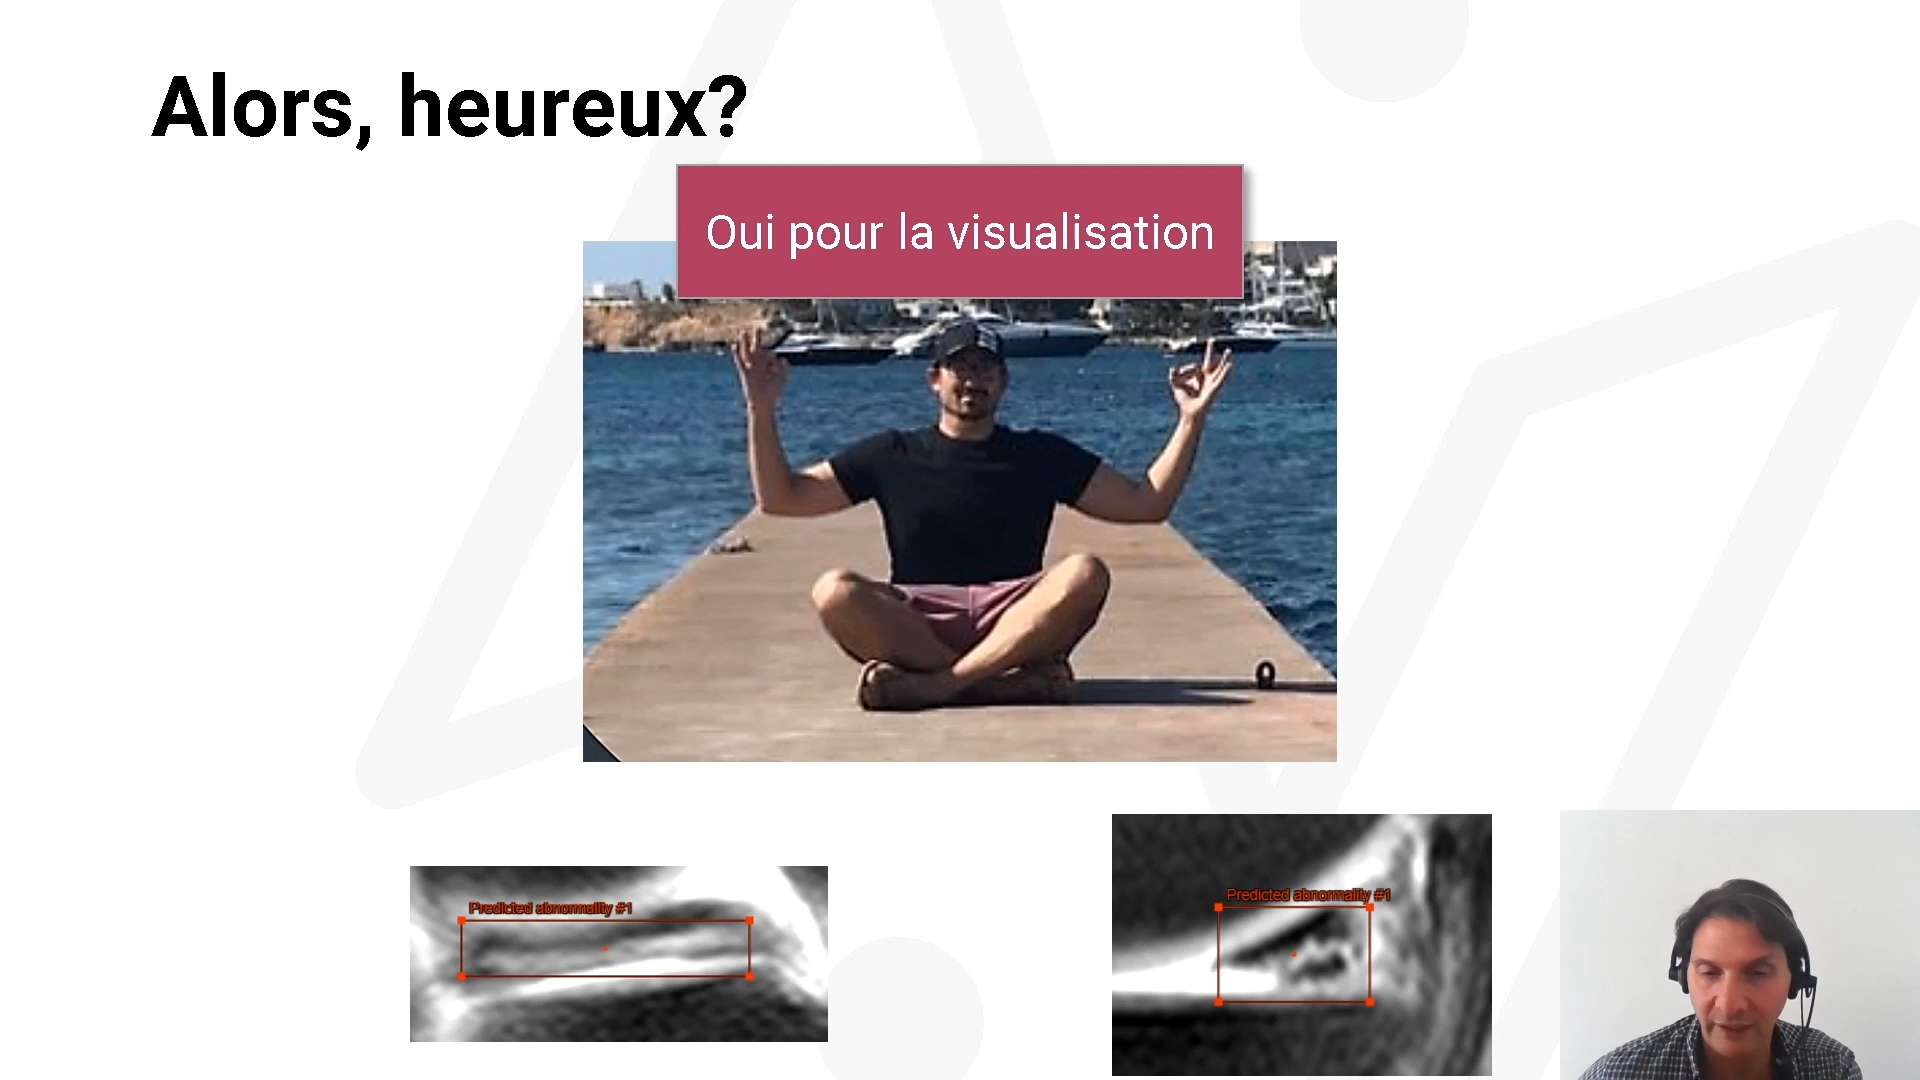 Alors, heureux?
Oui pour la visualisation
Predicted abnormality #1
Predicted abnormality #1